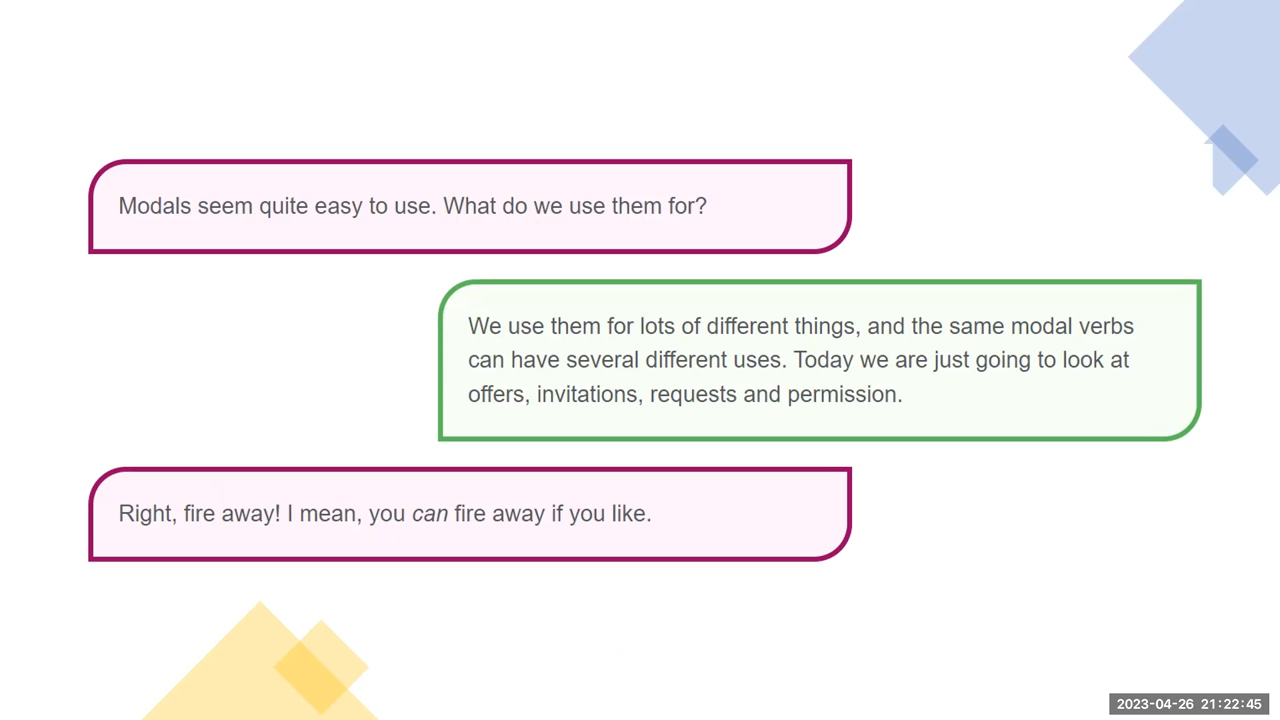 Modals seem quite easy to use. What do we use them for?
We use them for lots of different things, and the same modal verbs
can have several different uses. Today we are just going to look at
offers, invitations, requests and permission.
Right, fire away! I mean, you can fire away if you like.
2023-04-26 21:22:45